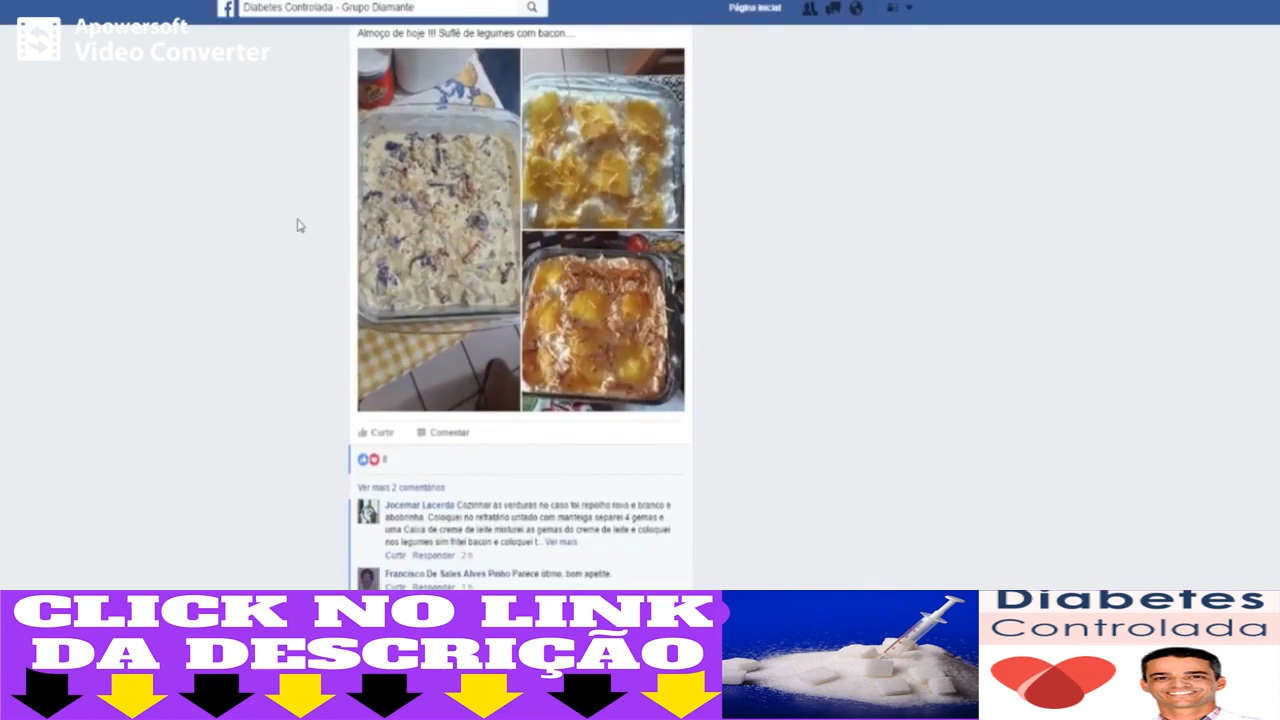 Diabetes Controlada - Grupo Diamante
Página inicial
Apowersoft
Video Converter
Almoço de hoje !!! Suflê de legumes com bacon....
Curtir Comentar
8
Ver mais 2 comentários
Jocemar Lacerda Cozinhar as verduras no caso foi repolho roxo e branco e
abobrinha. Coloquei no refratário untado com manteiga separei 4 gemas e
uma Caixa de creme de leite misturei as gemas do creme de leite e coloquei
nos legumes sim fritei bacon e coloquei t... Ver mais
Curtir Responder 2 h
Francisco De Sales Alves Pinho Parece ótimo, bom apetite.
Curtir Responder 1 h
CLICK NO LINK
DA DESCRIÇÃO
Diabetes
Controlada